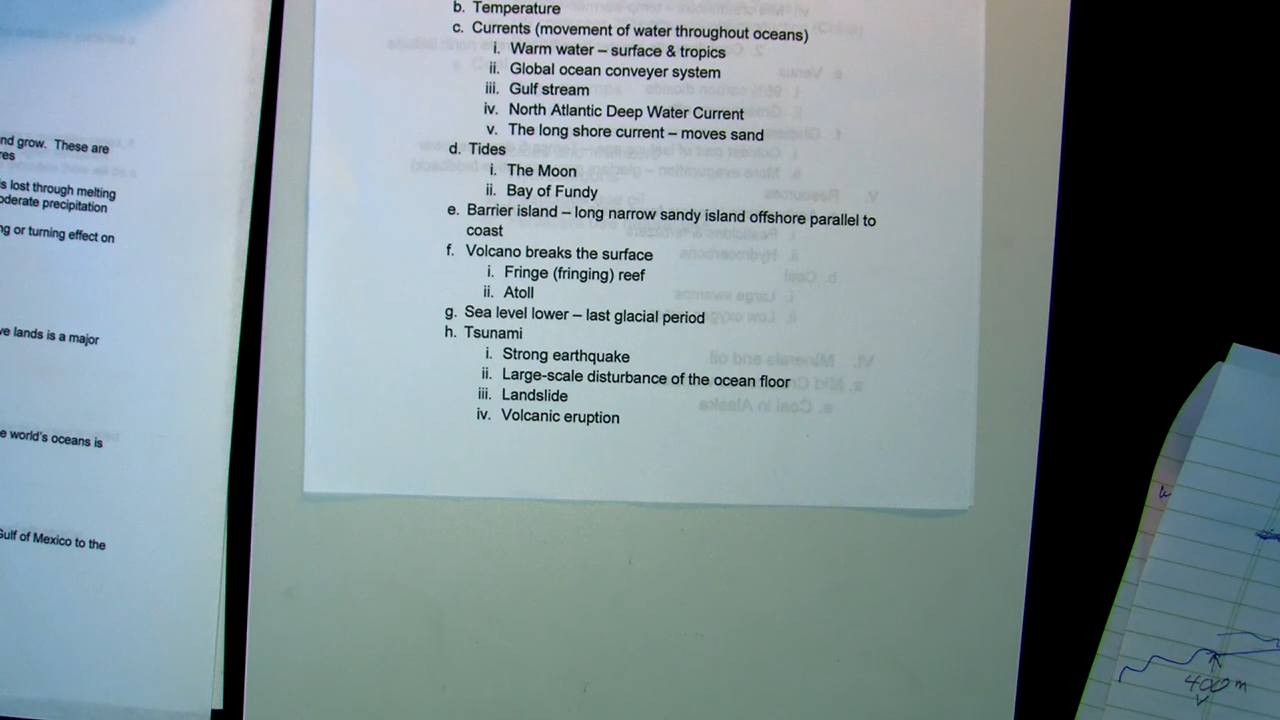 nd grow. These are
res
s lost through melting
oderate precipitation
ng or turning effect on
ve lands is a major
e world's oceans is
Gulf of Mexico to the
b. Temperature
c. Currents (movement of water throughout oceans)
i. Warm water – surface & tropics
ii. Global ocean conveyer system
iii. Gulf stream
iv. North Atlantic Deep Water Current
v. The long shore current – moves sand
d. Tides
i. The Moon
ii. Bay of Fundy
e. Barrier island – long narrow sandy island offshore parallel to
coast
f. Volcano breaks the surface
i. Fringe (fringing) reef
ii. Atoll
g. Sea level lower – last glacial period
h. Tsunami
i. Strong earthquake
ii. Large-scale disturbance of the ocean floor
iii. Landslide
iv. Volcanic eruption
400 m